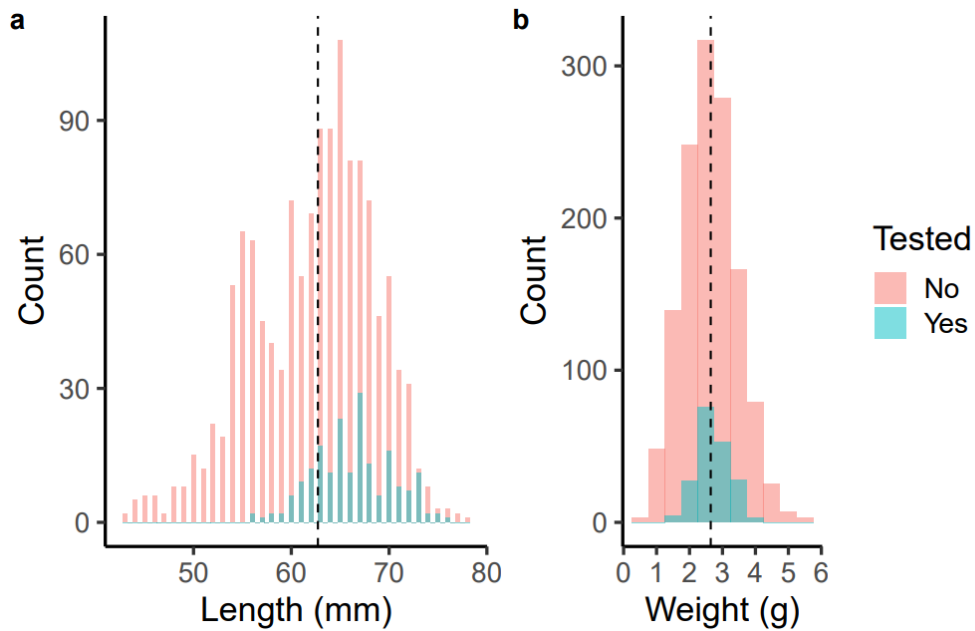 a
Count
90
60
30
0
50 60 70 80
Length (mm)
b
Count
300
200
100
0
0 1 2 3 4 5 6
Weight (g)
Tested
No
Yes